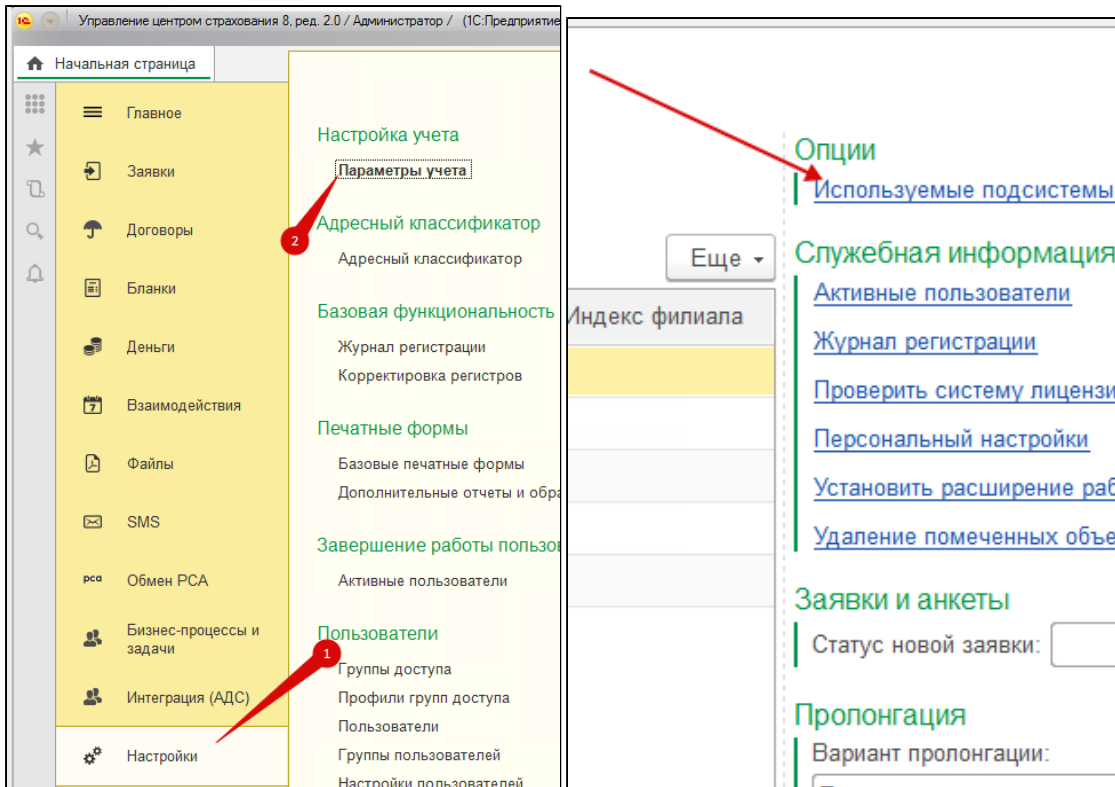 Управление центром страхования 8, ред. 2.0 / Администратор / (1С:Предприятие
Начальная страница
Главное
Заявки
Договоры
Бланки
Деньги
Взаимодействия
Файлы
SMS
Обмен РСА
Бизнес-процессы и
задачи
Интеграция (АДС)
Настройки
Настройка учета
Параметры учета
2
Адресный классификатор
Адресный классификатор
Базовая функциональность
Журнал регистрации
Корректировка регистров
Печатные формы
Базовые печатные формы
Дополнительные отчеты и обра
Завершение работы пользов
Активные пользователи
Пользователи
1
Группы доступа
Профили групп доступа
Пользователи
Группы пользователей
Настройки пользователей
Еще
Индекс филиала
Опции
Используемые подсистемы
Служебная информация
Активные пользователи
Журнал регистрации
Проверить систему лицензи
Персональный настройки
Установить расширение раб
Удаление помеченных объе
Заявки и анкеты
Статус новой заявки:
Пролонгация
Вариант пролонгации: